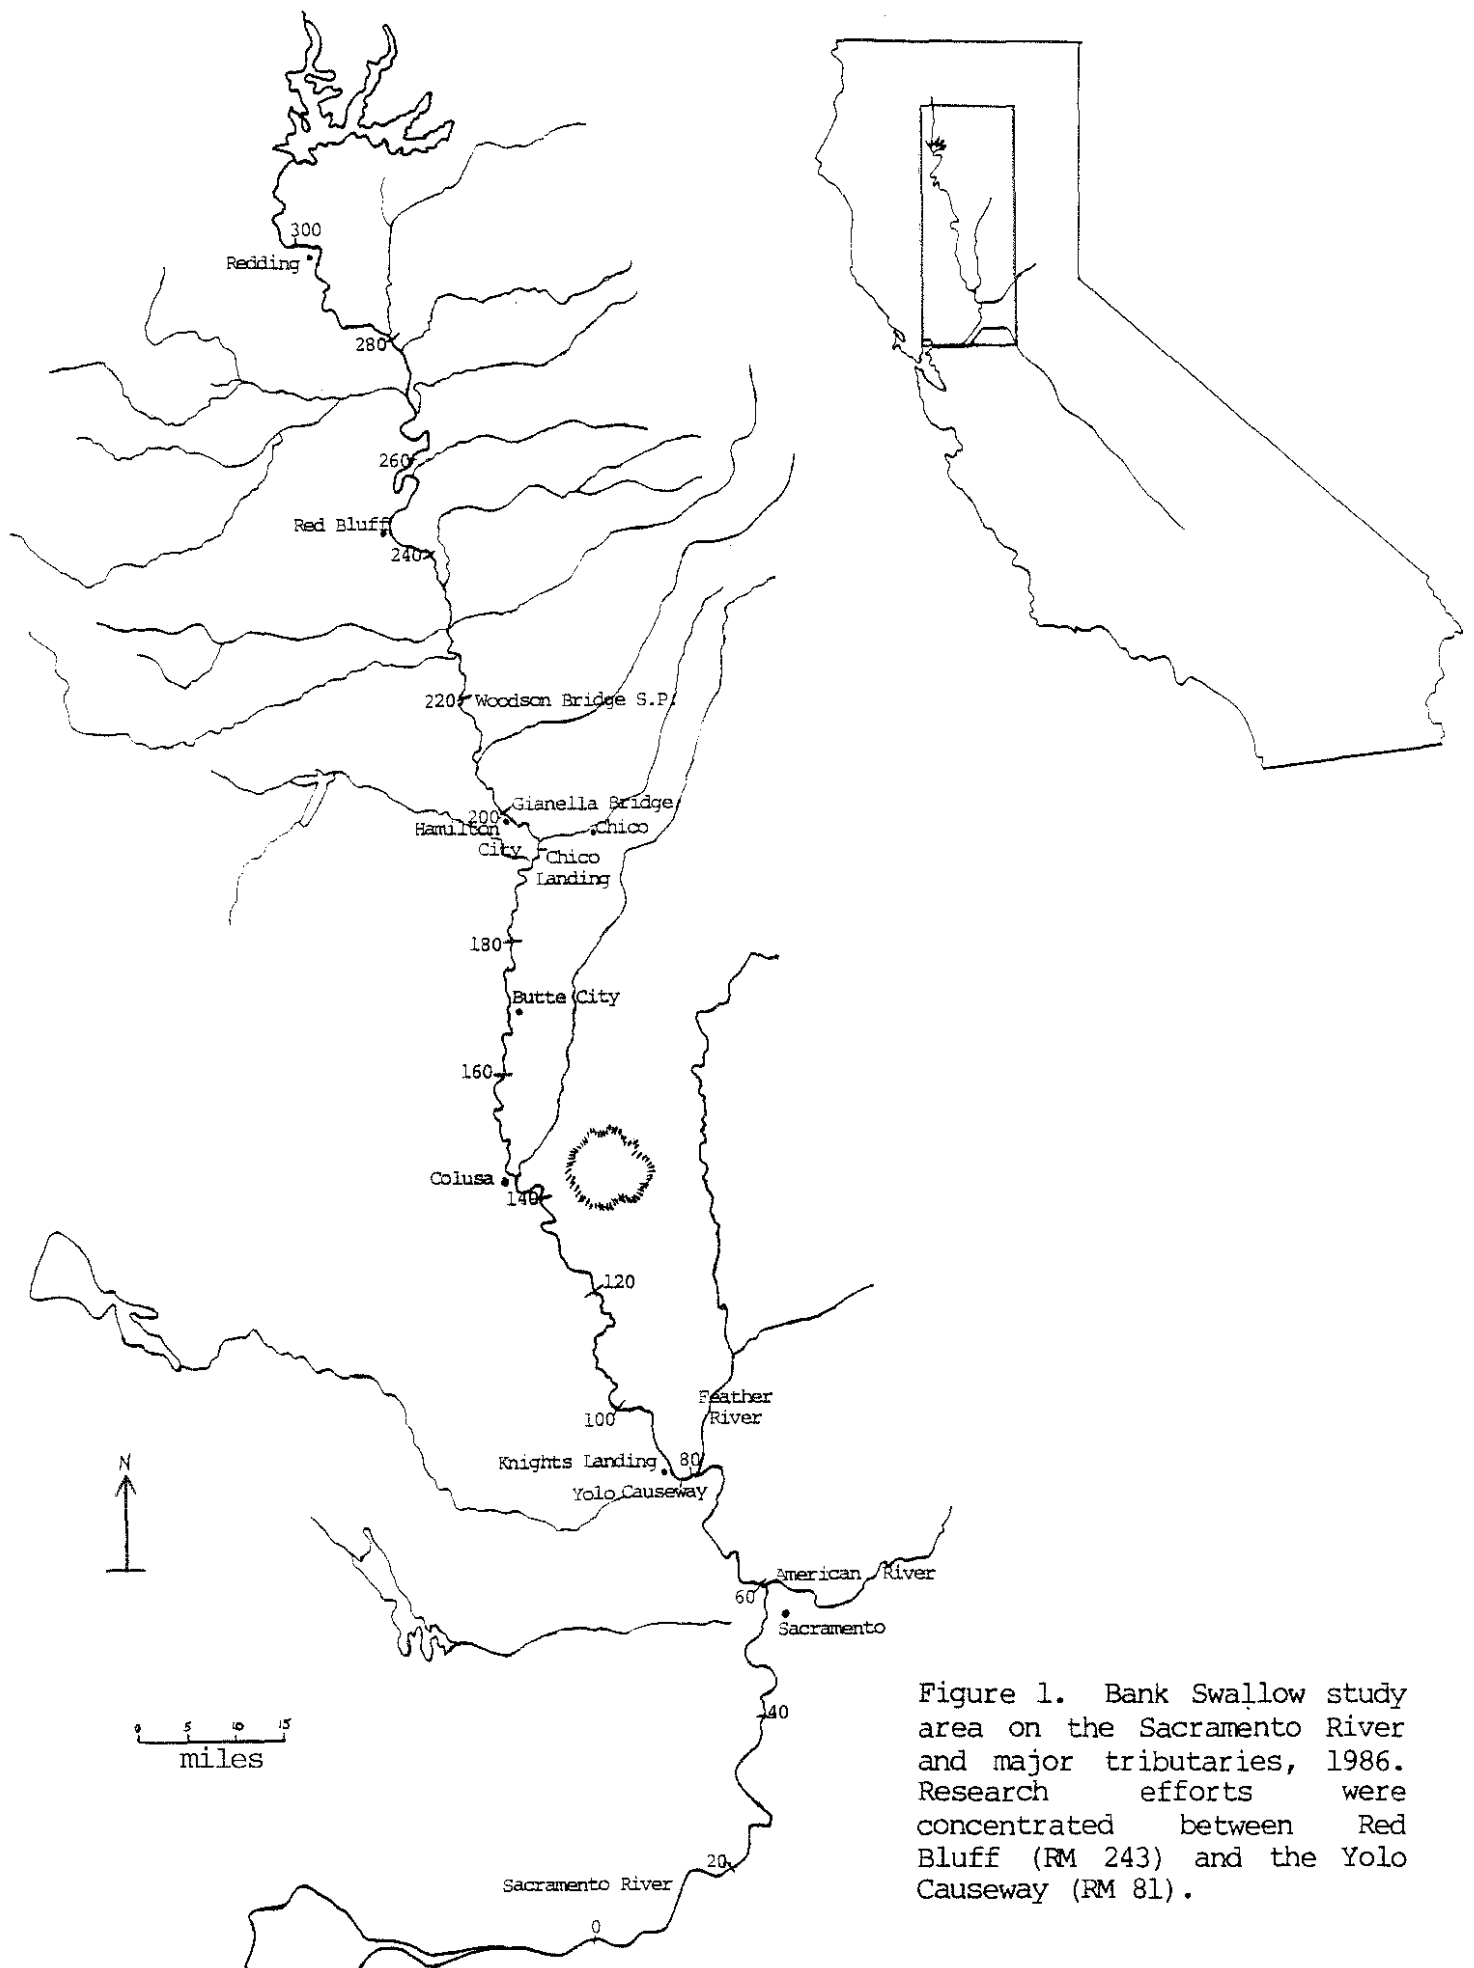 300
Redding
280
260
Red Bluff
240
220 Woodson Bridge S.P.
Gianella Bridge
200
Hamilton
City
Chico
Chico
Landing
180
Butte City
160
Colusa
140
120
Feather
River
100
Knights Landing
80
Yolo Causeway
N
American River
60
Sacramento
40
0 5 10 15
miles
20
Sacramento River
0
Figure 1. Bank Swallow study
area on the Sacramento River
and major tributaries, 1986.
Research efforts were
concentrated between Red
Bluff (RM 243) and the Yolo
Causeway (RM 81).